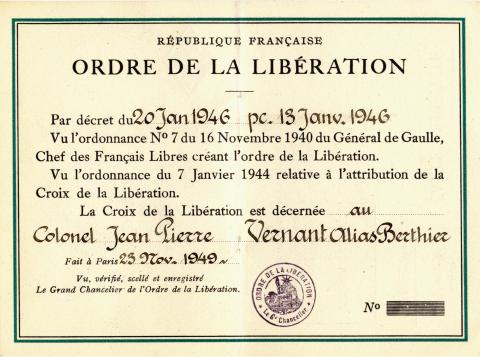 RÉPUBLIQUE FRANÇAISE
ORDRE DE LA LIBÉRATION
Par décret du 20 Jan 1946 pc. 13 Janv. 1946
Vu l'ordonnance Nº 7 du 16 Novembre 1940 du Général de Gaulle,
Chef des Français Libres créant l'ordre de la Libération.
Vu l'ordonnance du 7 Janvier 1944 relative à l'attribution de la
Croix de la Libération.
La Croix de la Libération est décernée au
Colonel Jean Pierre Vernant Alias Berthier
Fait à Paris 23 Nov. 1949
Vu, vérifié, scellé et enregistré
Le Grand Chancelier de l'Ordre de la Libération.
ORDRE DE LA LIBÉRATION
Le Gd Chancelier
Nº